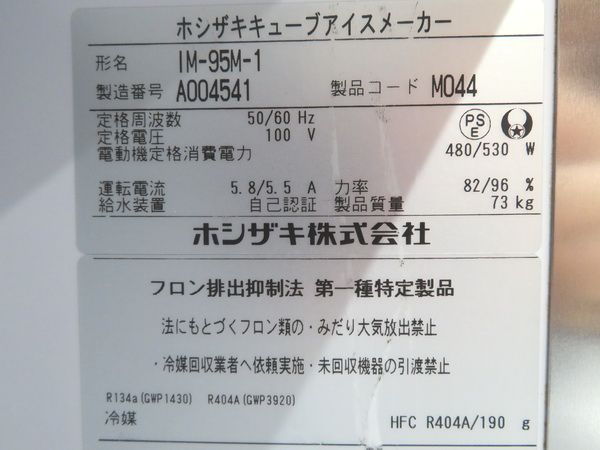 ホシザキキューブアイスメーカー
形名 IM-95M-1
製造番号 A004541 製品コード M044
定格周波数 50/60 Hz
定格電圧 100 V
PS E
電動機定格消費電力 480/530 W
運転電流 5.8/5.5 A 力率 82/96 %
給水装置 自己認証 製品質量 73 kg
ホシザキ株式会社
フロン排出抑制法 第一種特定製品
法にもとづくフロン類の・みだり大気放出禁止
・冷媒回収業者へ依頼実施・未回収機器の引渡禁止
R134a(GWP1430) R404A(GWP3920)
冷媒 HFC R404A/190 g